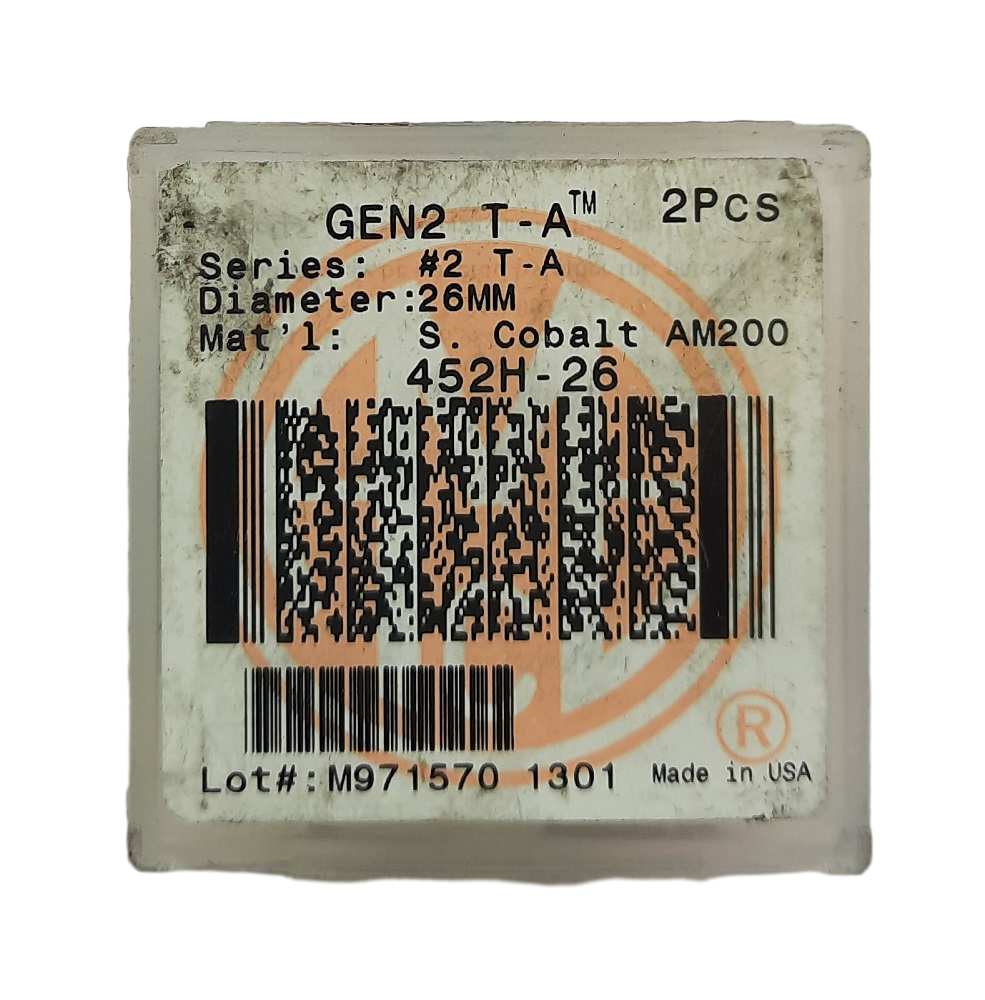 GEN2 T-A™ 2Pcs
Series: #2 T-A
Diameter:26MM
Mat'l: S. Cobalt AM200
452H-26
®
Lot#:M971570 1301 Made in USA